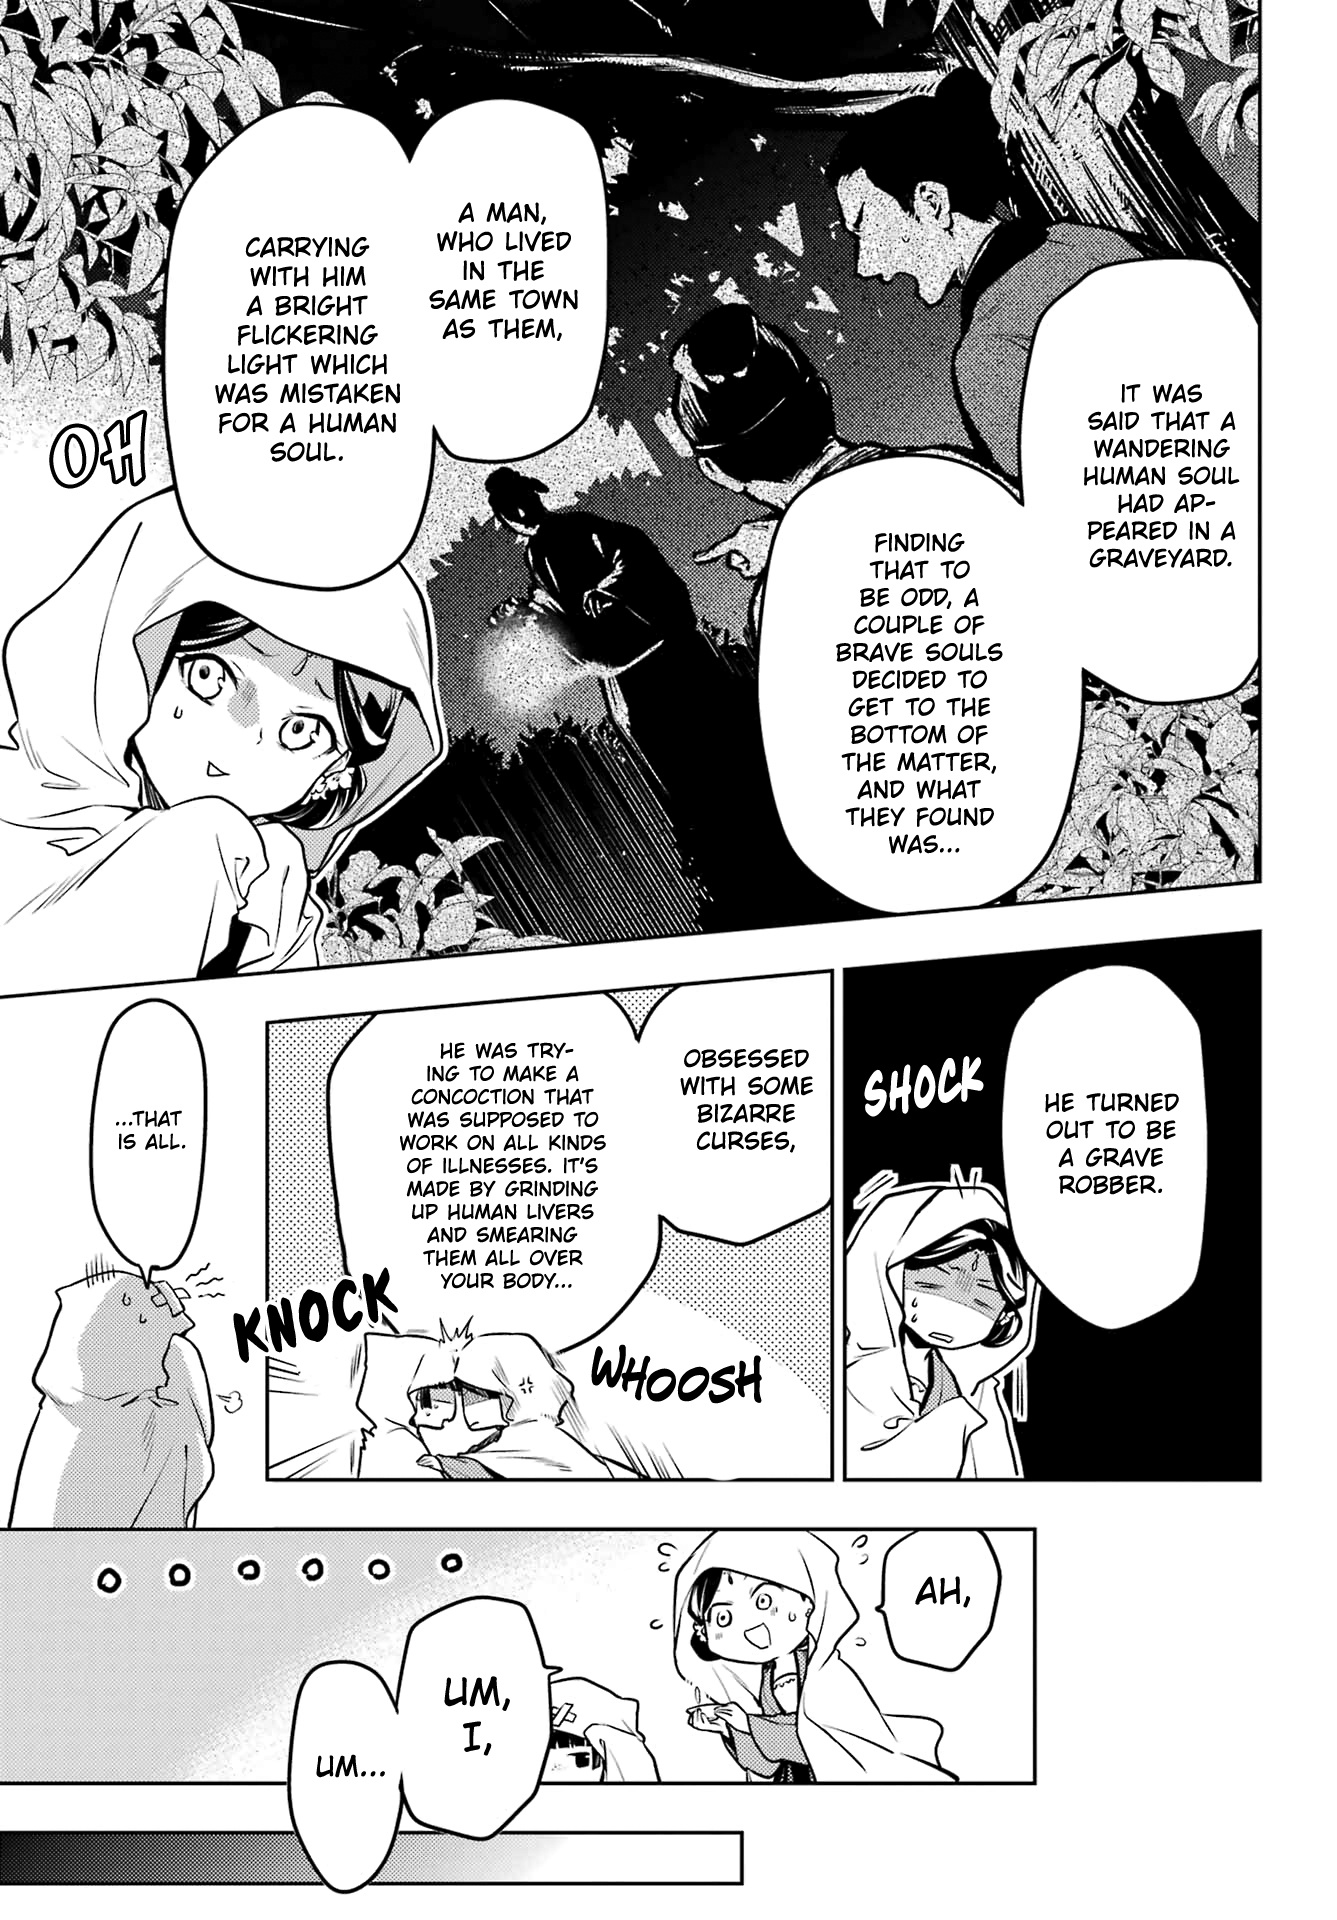 IT WAS
SAID THAT A
WANDERING
HUMAN SOUL
HAD AP-
PEARED IN A
GRAVEYARD.
FINDING
THAT TO
BE ODD, A
COUPLE OF
BRAVE SOULS
DECIDED TO
GET TO THE
BOTTOM OF
THE MATTER,
AND WHAT
THEY FOUND
WAS...
A MAN,
WHO LIVED
IN THE
SAME TOWN
AS THEM,
CARRYING
WITH HIM
A BRIGHT
FLICKERING
LIGHT WHICH
WAS MISTAKEN
FOR A HUMAN
SOUL.
OH
HE TURNED
OUT TO BE
A GRAVE
ROBBER.
SHOCK
OBSESSED
WITH SOME
BIZARRE
CURSES,
HE WAS TRY-
ING TO MAKE A
CONCOCTION THAT
WAS SUPPOSED TO
WORK ON ALL KINDS
OF ILLNESSES. IT'S
MADE BY GRINDING
UP HUMAN LIVERS
AND SMEARING
THEM ALL OVER
YOUR BODY...
WHOOSH
KNOCK
...THAT
IS ALL.
AH,
UM,
I,
UM...